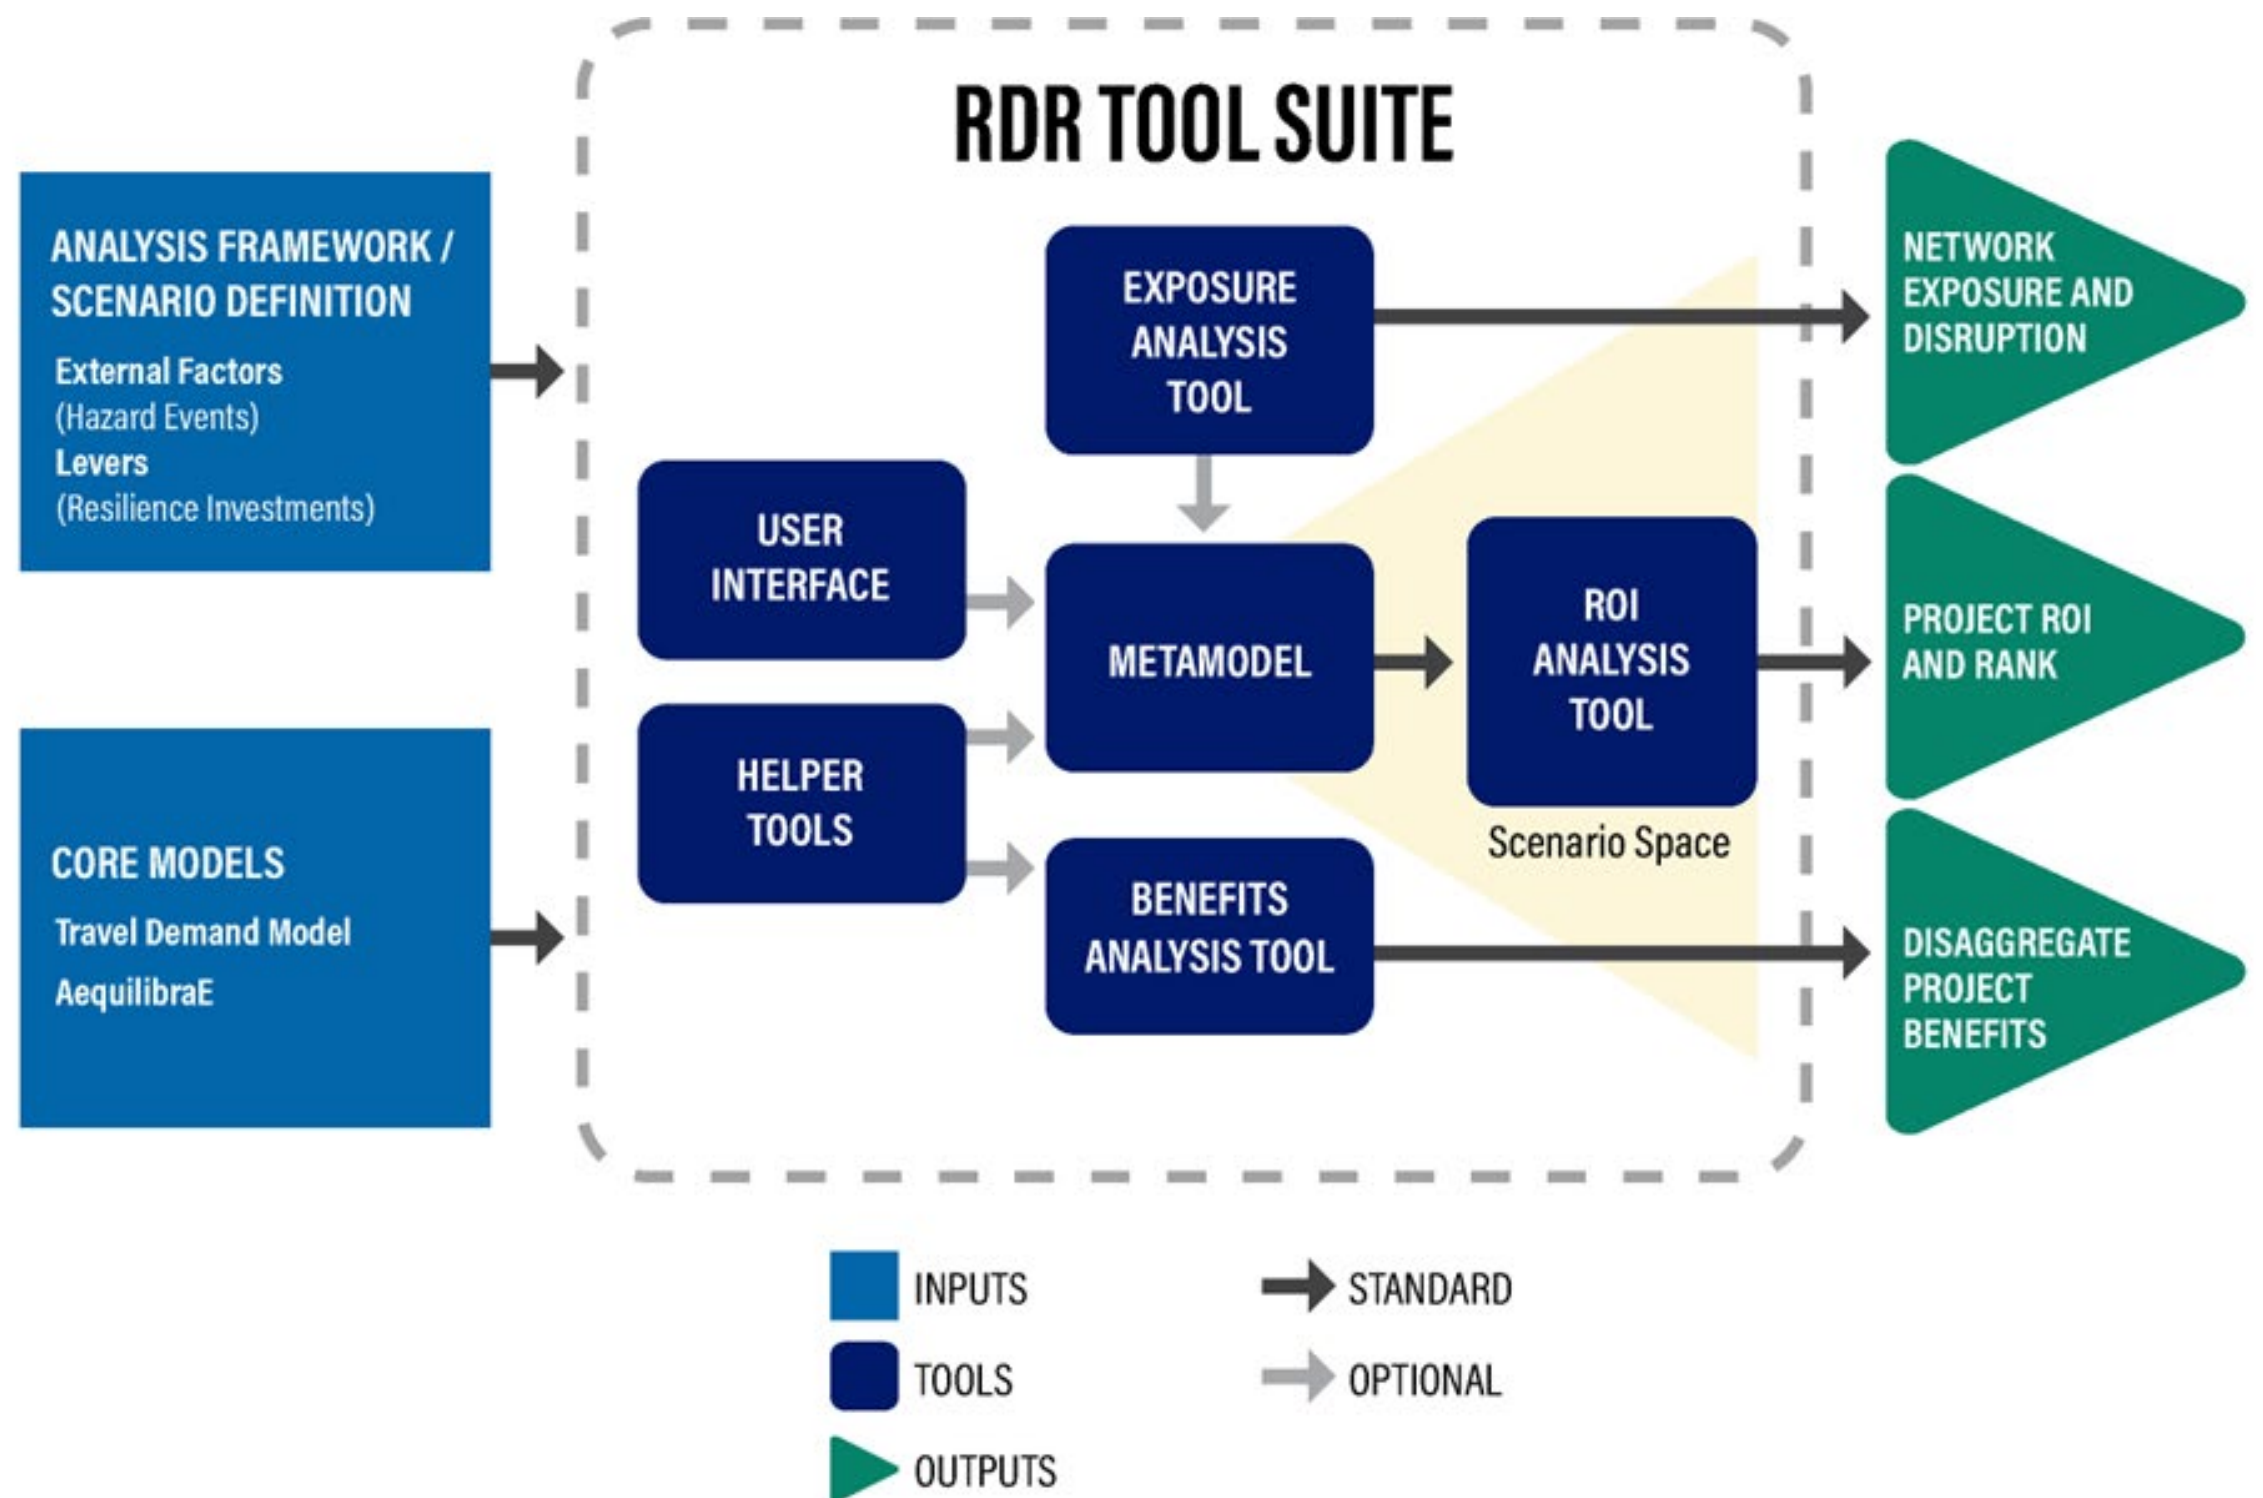 RDR TOOL SUITE
ANALYSIS FRAMEWORK /
SCENARIO DEFINITION
External Factors
(Hazard Events)
Levers
(Resilience Investments)
CORE MODELS
Travel Demand Model
AequilibraE
USER
INTERFACE
HELPER
TOOLS
EXPOSURE
ANALYSIS
TOOL
METAMODEL
BENEFITS
ANALYSIS TOOL
ROI
ANALYSIS
TOOL
Scenario Space
NETWORK
EXPOSURE AND
DISRUPTION
PROJECT ROI
AND RANK
DISAGGREGATE
PROJECT
BENEFITS
INPUTS
TOOLS
OUTPUTS
STANDARD
OPTIONAL